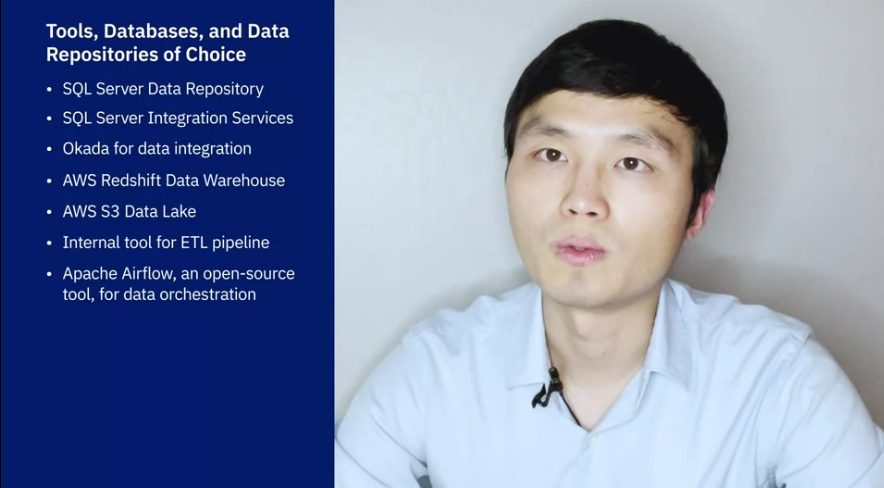 Tools, Databases, and Data
Repositories of Choice
• SQL Server Data Repository
• SQL Server Integration Services
• Okada for data integration
• AWS Redshift Data Warehouse
• AWS S3 Data Lake
• Internal tool for ETL pipeline
• Apache Airflow, an open-source
tool, for data orchestration